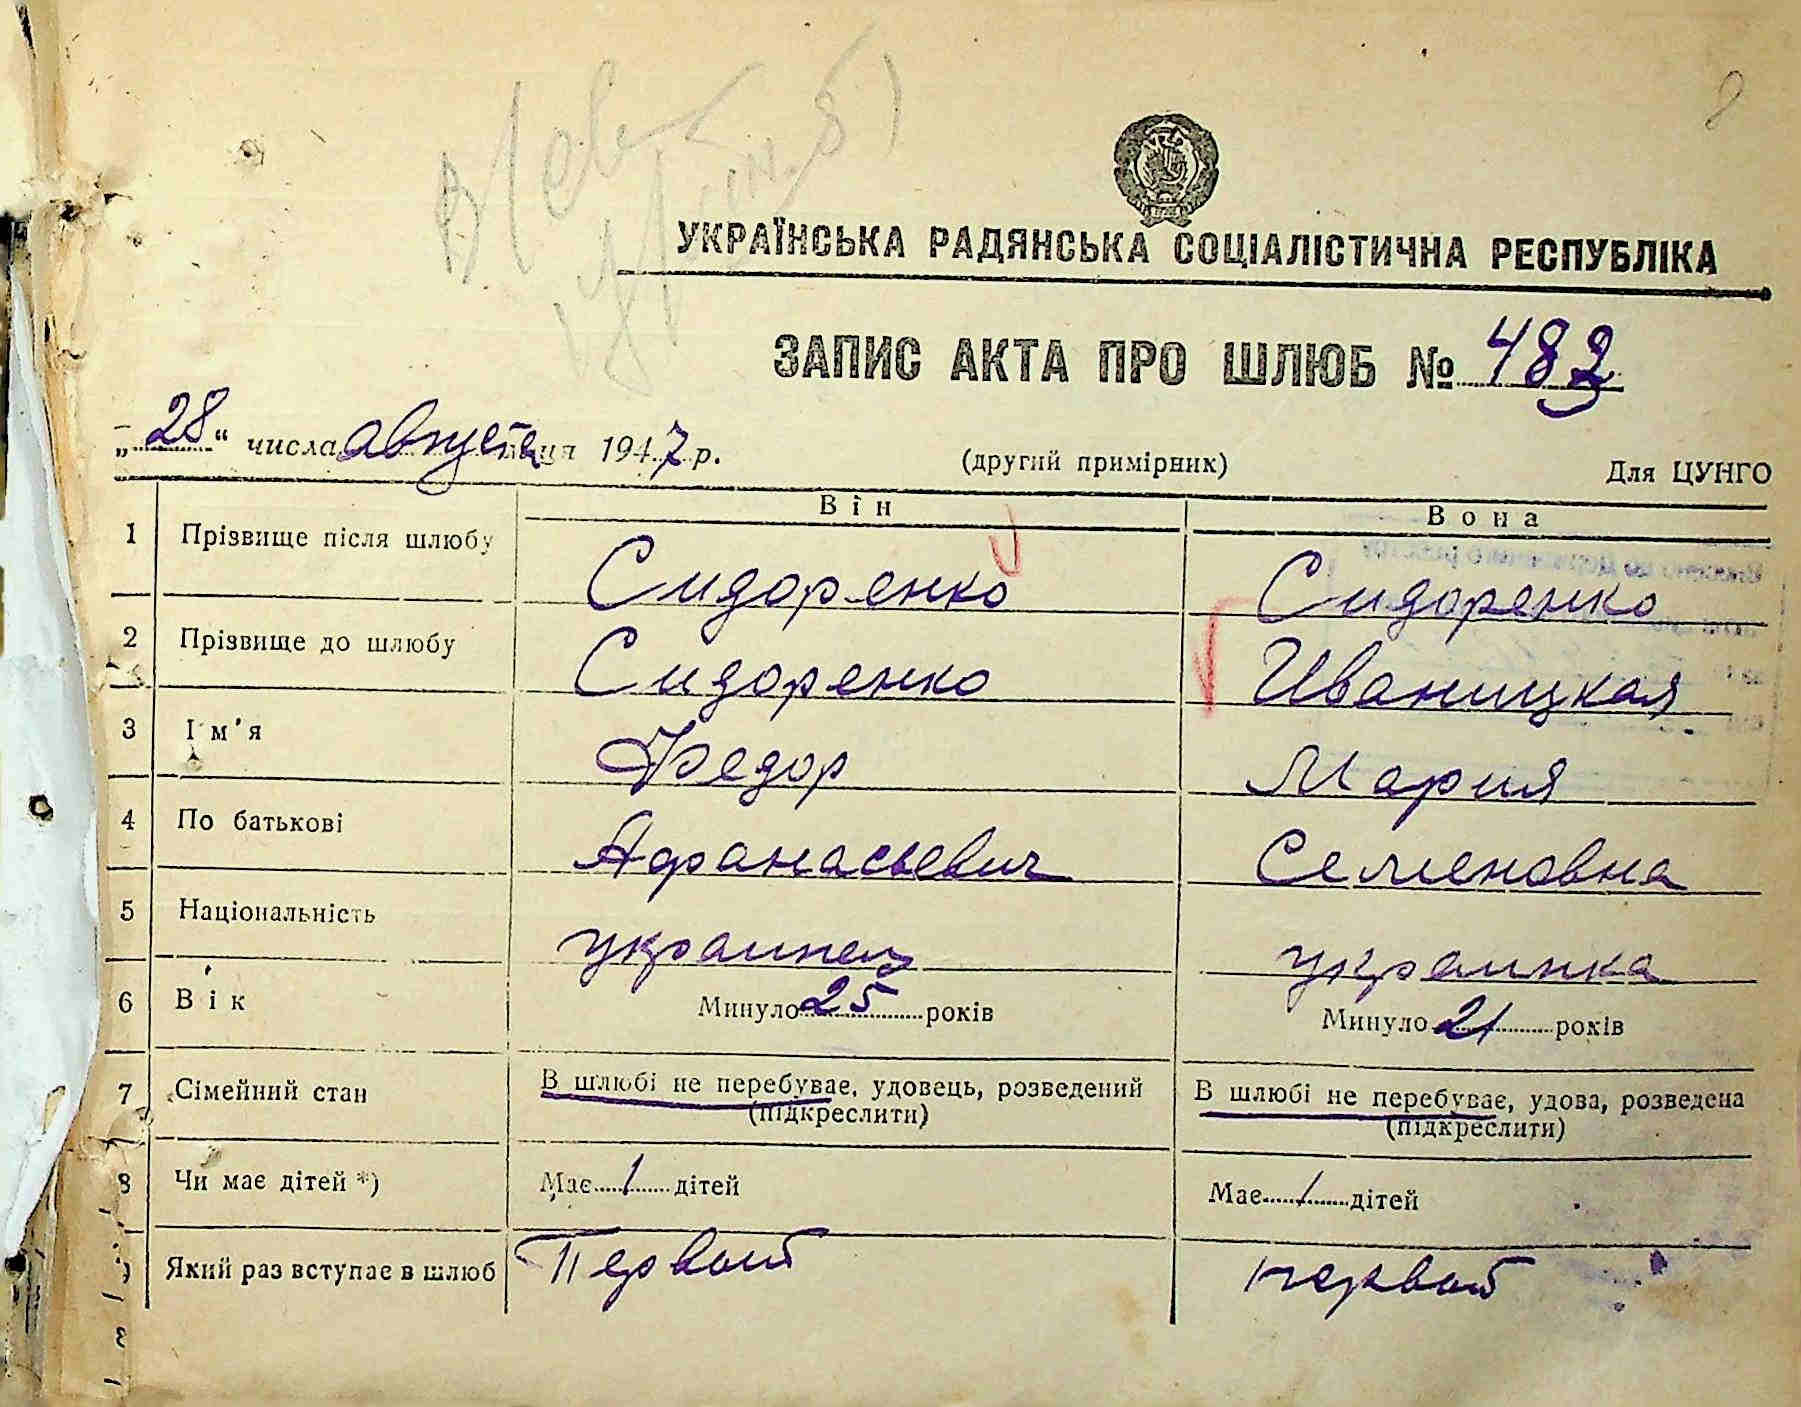 8
УКРАЇНСЬКА РАДЯНСЬКА СОЦІАЛІСТИЧНА РЕСПУБЛІКА
ЗАПИС АКТА ПРО ШЛЮБ № 482
„28“ числа августа 1947 р. (другий примірник) Для ЦУНГО
Він Вона
1 Прізвище після шлюбу Сидоренко Сидоренко
2 Прізвище до шлюбу Сидоренко Иваницкая
3 Ім'я Федор Мария
4 По батькові Афанасьевич Семеновна
5 Національність украинец украинка
6 Вік Минуло 25 років Минуло 21 років
7 Сімейний стан В шлюбі не перебуває, удовець, розведений В шлюбі не перебуває, удова, розведена
(підкреслити) (підкреслити)
8 Чи має дітей *) Має 1 дітей Має 1 дітей
9 Який раз вступає в шлюб Первый первый